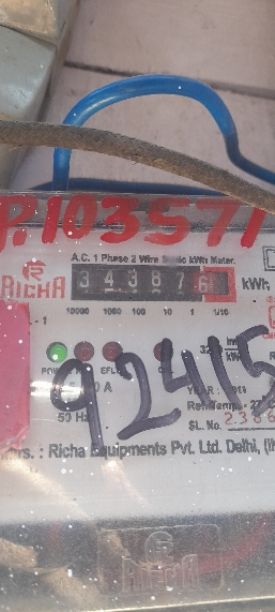 P.103571
A.C. 1 Phase 2 Wire Static kWh Meter.
RICHA
343876 kWh
10000 1000 100 10 1 1/10
92415
50 Hz
YEAR :
SL. No.
: Richa Equipments Pvt. Ltd. Delhi,
RICHA